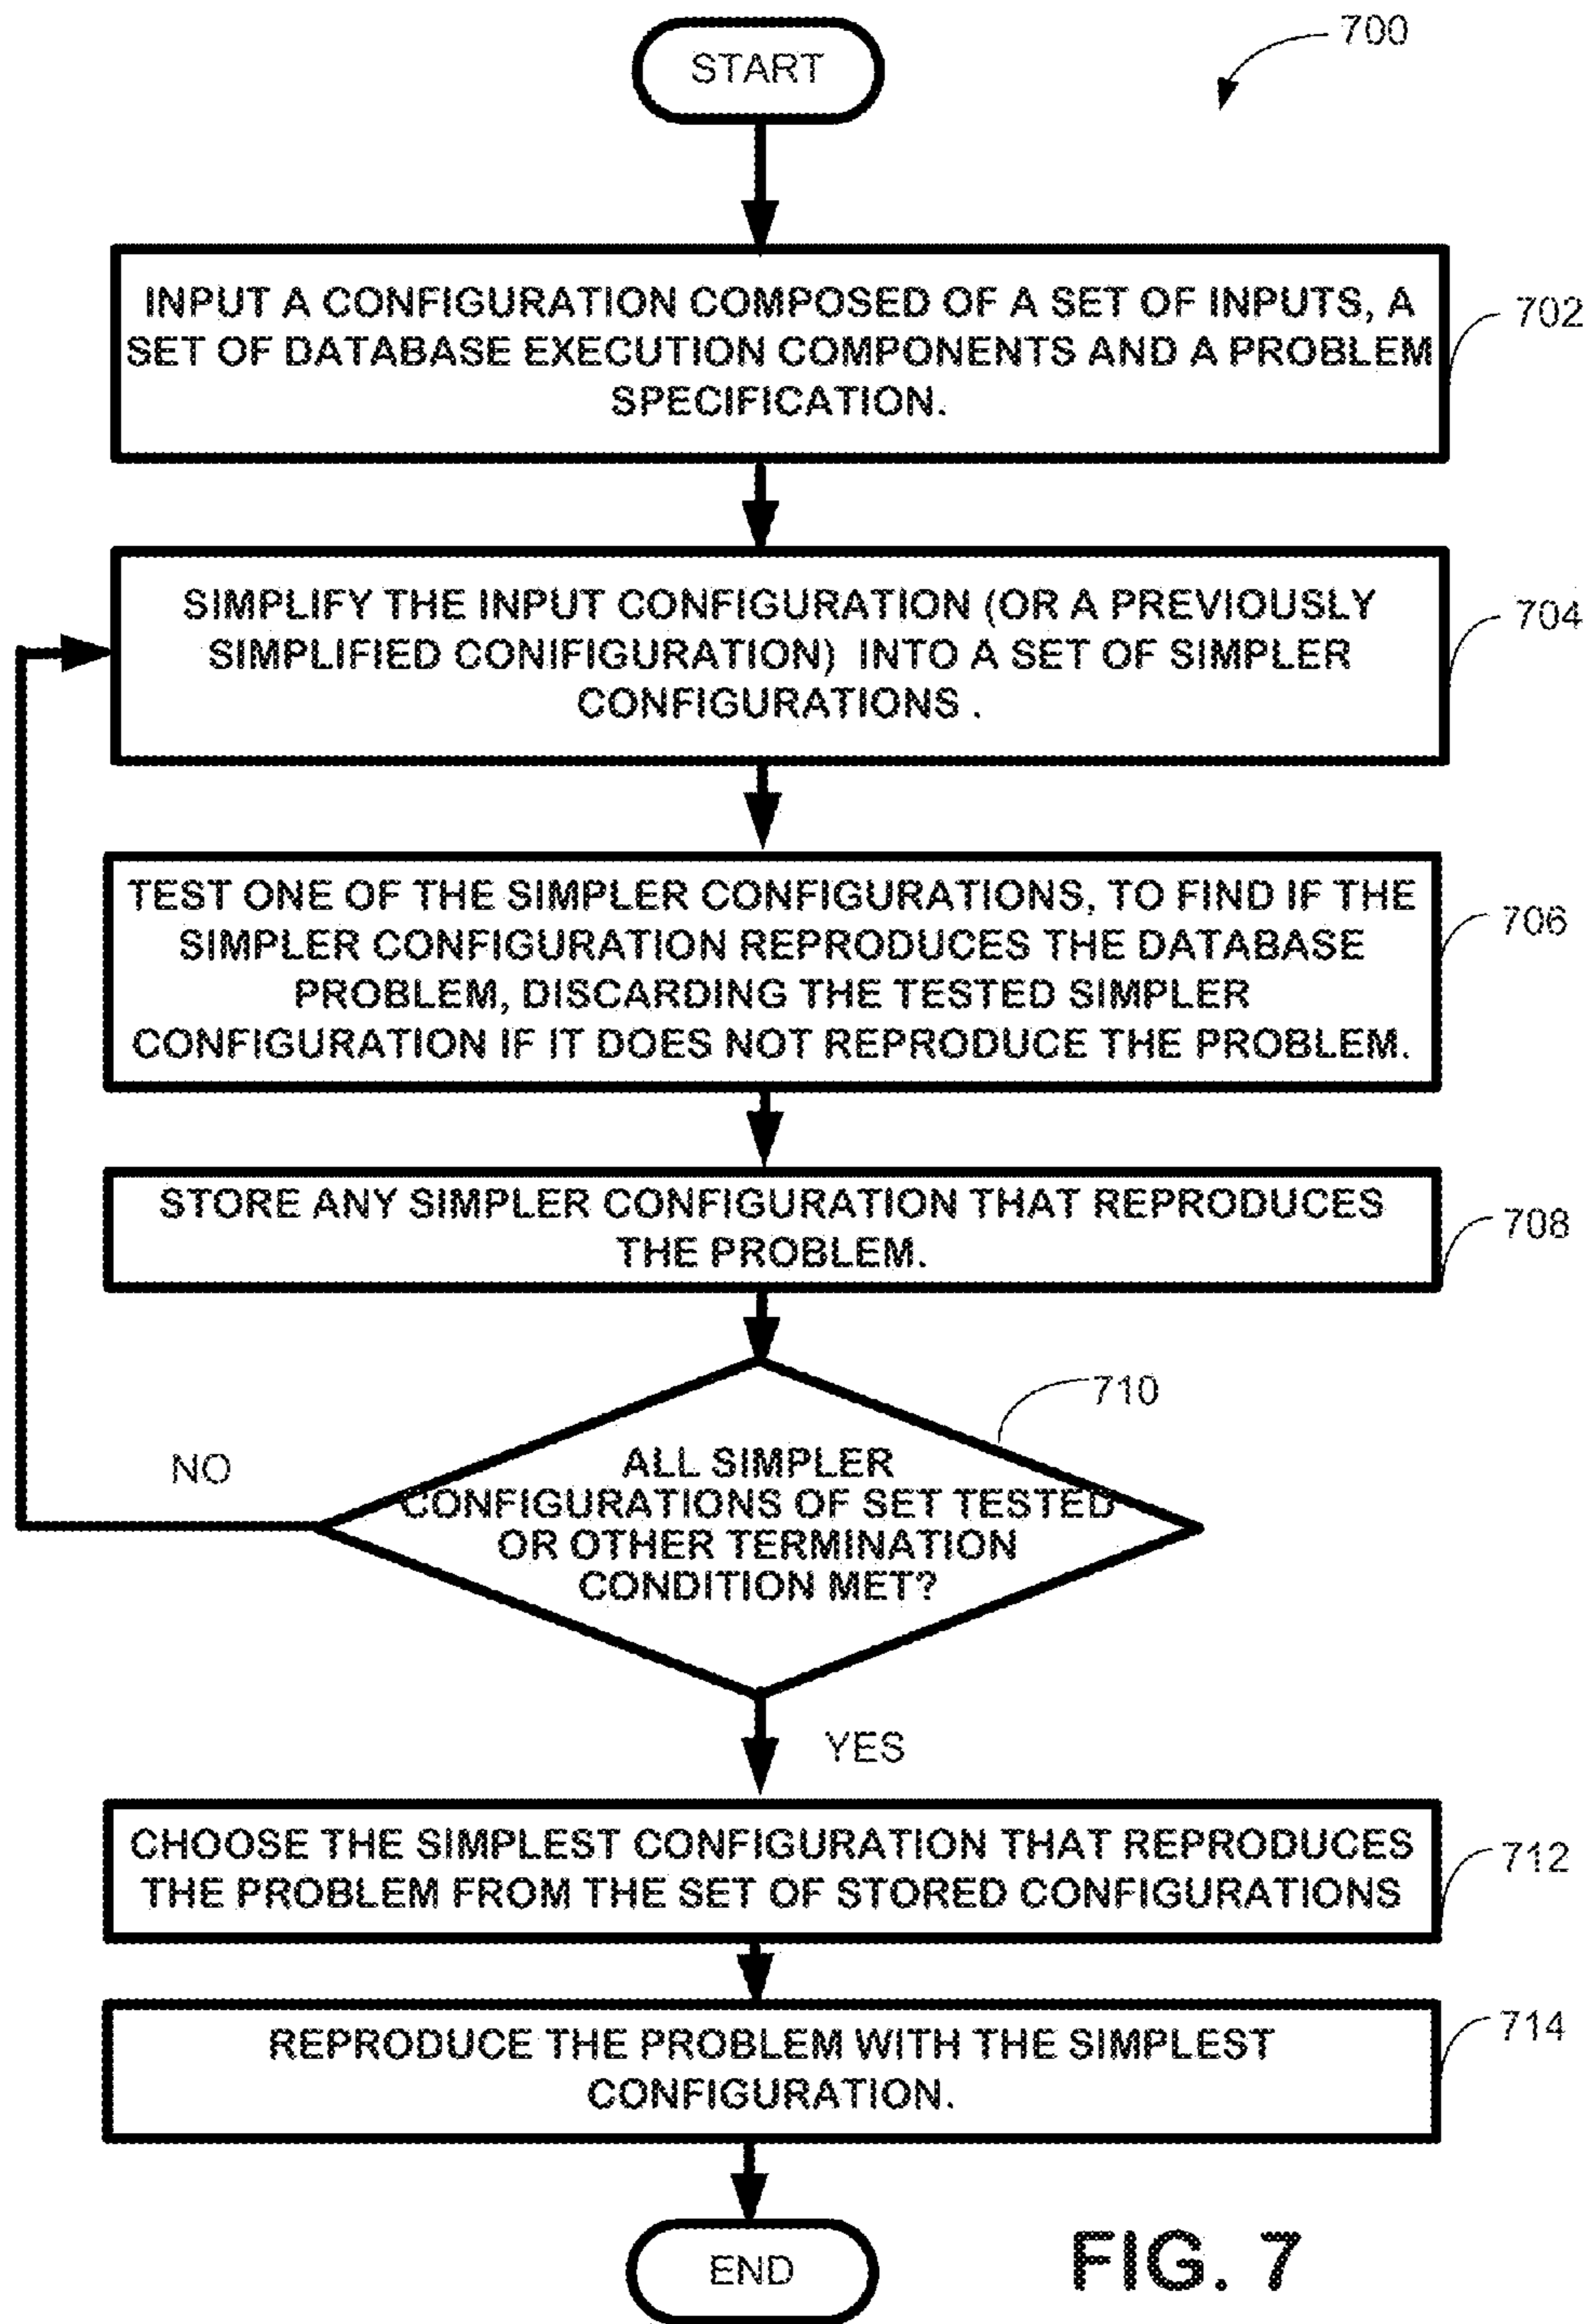 START
700
INPUT A CONFIGURATION COMPOSED OF A SET OF INPUTS, A
SET OF DATABASE EXECUTION COMPONENTS AND A PROBLEM
SPECIFICATION.
702
SIMPLIFY THE INPUT CONFIGURATION (OR A PREVIOUSLY
SIMPLIFIED CONIFIGURATION) INTO A SET OF SIMPLER
CONFIGURATIONS .
704
TEST ONE OF THE SIMPLER CONFIGURATIONS, TO FIND IF THE
SIMPLER CONFIGURATION REPRODUCES THE DATABASE
PROBLEM, DISCARDING THE TESTED SIMPLER
CONFIGURATION IF IT DOES NOT REPRODUCE THE PROBLEM.
706
STORE ANY SIMPLER CONFIGURATION THAT REPRODUCES
THE PROBLEM.
708
710
NO
ALL SIMPLER
CONFIGURATIONS OF SET TESTED
OR OTHER TERMINATION
CONDITION MET?
YES
CHOOSE THE SIMPLEST CONFIGURATION THAT REPRODUCES
THE PROBLEM FROM THE SET OF STORED CONFIGURATIONS
712
REPRODUCE THE PROBLEM WITH THE SIMPLEST
CONFIGURATION.
714
END
FIG. 7